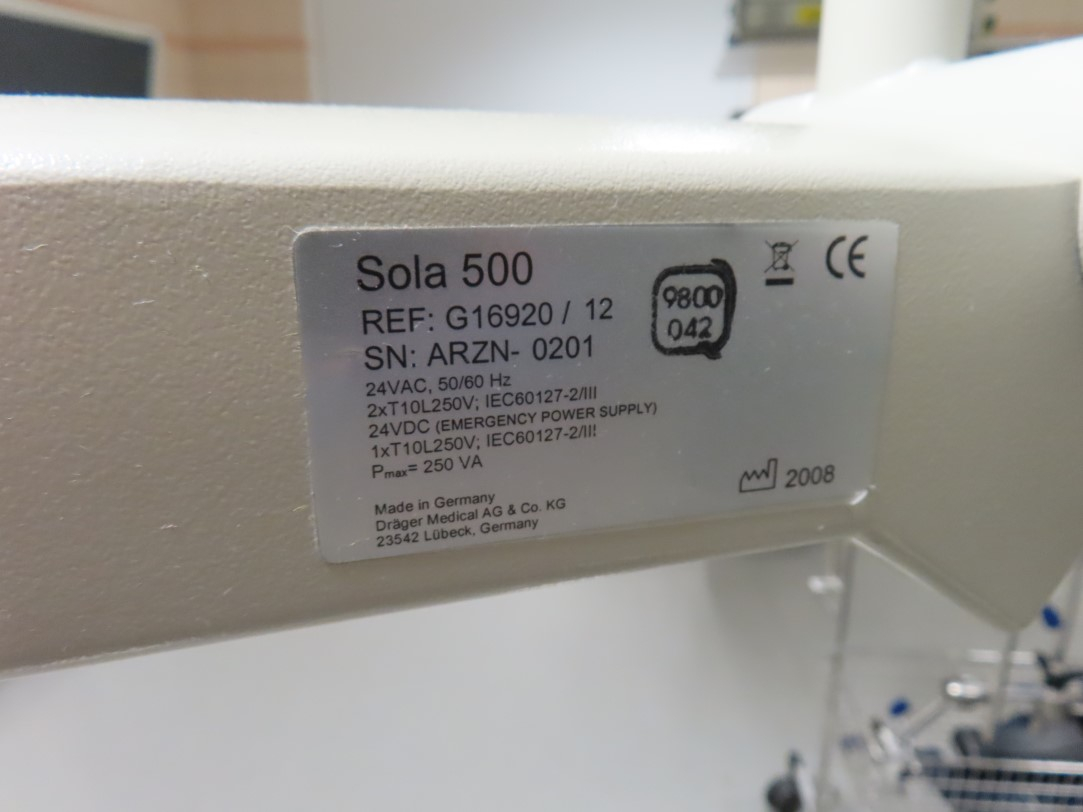 Sola 500
REF: G16920 / 12
SN: ARZN- 0201
24VAC, 50/60 Hz
2xT10L250V; IEC60127-2/III
24VDC (EMERGENCY POWER SUPPLY)
1xT10L250V; IEC60127-2/III
Pmax= 250 VA
Made in Germany
Dräger Medical AG & Co. KG
23542 Lübeck, Germany
9800
042
CE
2008